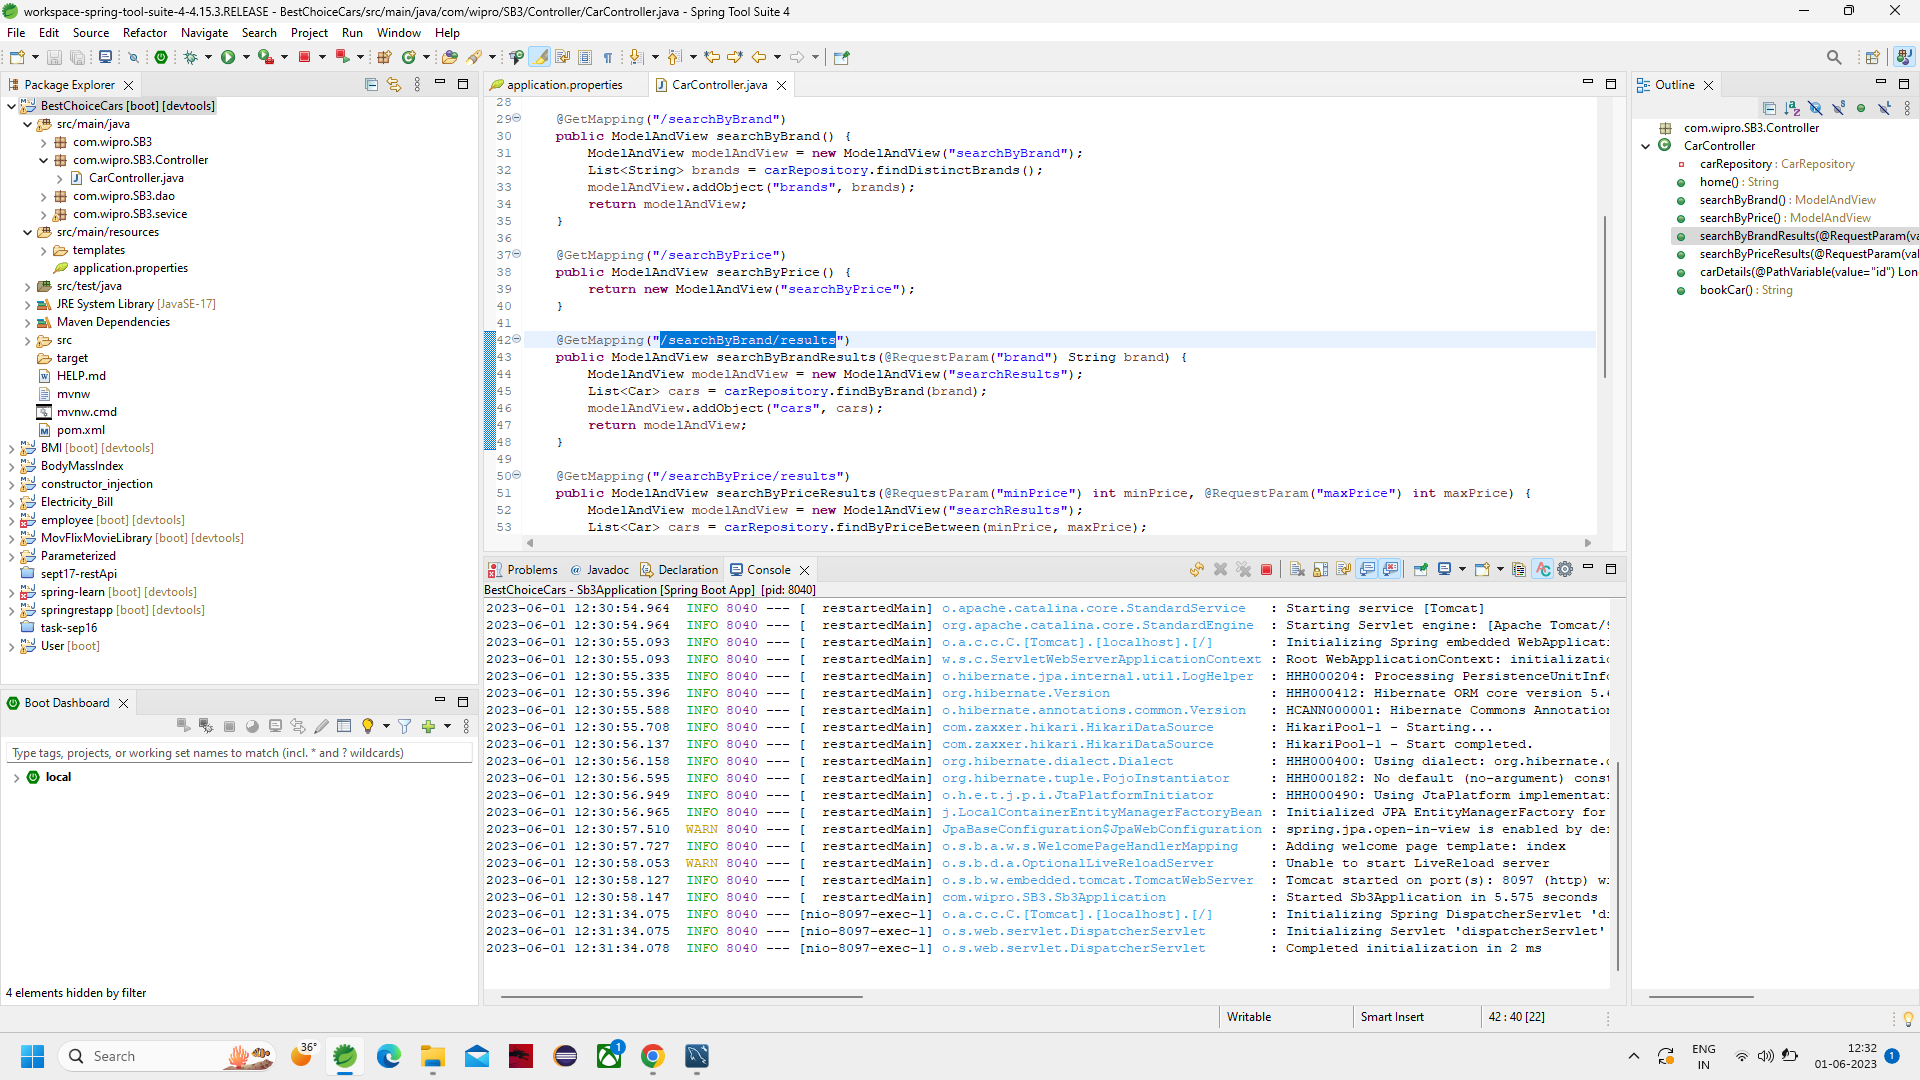 workspace-spring-tool-suite-4-4.15.3.RELEASE - BestChoiceCars/src/main/java/com/wipro/SB3/Controller/CarController.java - Spring Tool Suite 4
File Edit Source Refactor Navigate Search Project Run Window Help
Package Explorer
BestChoiceCars [boot] [devtools]
src/main/java
com.wipro.SB3
com.wipro.SB3.Controller
CarController.java
com.wipro.SB3.dao
com.wipro.SB3.sevice
src/main/resources
templates
application.properties
src/test/java
JRE System Library [JavaSE-17]
Maven Dependencies
src
target
HELP.md
mvnw
mvnw.cmd
pom.xml
BMI [boot] [devtools]
BodyMassIndex
constructor_injection
Electricity_Bill
employee [boot] [devtools]
MovFlixMovieLibrary [boot] [devtools]
Parameterized
sept17-restApi
spring-learn [boot] [devtools]
springrestapp [boot] [devtools]
task-sep16
User [boot]
Boot Dashboard
Type tags, projects, or working set names to match (incl. * and ? wildcards)
local
4 elements hidden by filter
application.properties CarController.java
28
29 @GetMapping("/searchByBrand")
30 public ModelAndView searchByBrand() {
31 ModelAndView modelAndView = new ModelAndView("searchByBrand");
32 List<String> brands = carRepository.findDistinctBrands();
33 modelAndView.addObject("brands", brands);
34 return modelAndView;
35 }
36
37 @GetMapping("/searchByPrice")
38 public ModelAndView searchByPrice() {
39 return new ModelAndView("searchByPrice");
40 }
41
42 @GetMapping("/searchByBrand/results")
43 public ModelAndView searchByBrandResults(@RequestParam("brand") String brand) {
44 ModelAndView modelAndView = new ModelAndView("searchResults");
45 List<Car> cars = carRepository.findByBrand(brand);
46 modelAndView.addObject("cars", cars);
47 return modelAndView;
48 }
49
50 @GetMapping("/searchByPrice/results")
51 public ModelAndView searchByPriceResults(@RequestParam("minPrice") int minPrice, @RequestParam("maxPrice") int maxPrice) {
52 ModelAndView modelAndView = new ModelAndView("searchResults");
53 List<Car> cars = carRepository.findByPriceBetween(minPrice, maxPrice);
Problems Javadoc Declaration Console
BestChoiceCars - Sb3Application [Spring Boot App] [pid: 8040]
2023-06-01 12:30:54.964 INFO 8040 --- [ restartedMain] o.apache.catalina.core.StandardService : Starting service [Tomcat]
2023-06-01 12:30:54.964 INFO 8040 --- [ restartedMain] org.apache.catalina.core.StandardEngine : Starting Servlet engine: [Apache Tomcat/9
2023-06-01 12:30:55.093 INFO 8040 --- [ restartedMain] o.a.c.c.C.[Tomcat].[localhost].[/] : Initializing Spring embedded WebApplicati
2023-06-01 12:30:55.093 INFO 8040 --- [ restartedMain] w.s.c.ServletWebServerApplicationContext : Root WebApplicationContext: initializatio
2023-06-01 12:30:55.335 INFO 8040 --- [ restartedMain] o.hibernate.jpa.internal.util.LogHelper : HHH000204: Processing PersistenceUnitInfo
2023-06-01 12:30:55.396 INFO 8040 --- [ restartedMain] org.hibernate.Version : HHH000412: Hibernate ORM core version 5.6
2023-06-01 12:30:55.588 INFO 8040 --- [ restartedMain] o.hibernate.annotations.common.Version : HCANN000001: Hibernate Commons Annotation
2023-06-01 12:30:55.708 INFO 8040 --- [ restartedMain] com.zaxxer.hikari.HikariDataSource : HikariPool-1 - Starting...
2023-06-01 12:30:56.137 INFO 8040 --- [ restartedMain] com.zaxxer.hikari.HikariDataSource : HikariPool-1 - Start completed.
2023-06-01 12:30:56.158 INFO 8040 --- [ restartedMain] org.hibernate.dialect.Dialect : HHH000400: Using dialect: org.hibernate.d
2023-06-01 12:30:56.595 INFO 8040 --- [ restartedMain] org.hibernate.tuple.PojoInstantiator : HHH000182: No default (no-argument) const
2023-06-01 12:30:56.949 INFO 8040 --- [ restartedMain] o.h.e.t.j.p.i.JtaPlatformInitiator : HHH000490: Using JtaPlatform implementati
2023-06-01 12:30:56.965 INFO 8040 --- [ restartedMain] j.LocalContainerEntityManagerFactoryBean : Initialized JPA EntityManagerFactory for
2023-06-01 12:30:57.510 WARN 8040 --- [ restartedMain] JpaBaseConfiguration$JpaWebConfiguration : spring.jpa.open-in-view is enabled by def
2023-06-01 12:30:57.727 INFO 8040 --- [ restartedMain] o.s.b.a.w.s.WelcomePageHandlerMapping : Adding welcome page template: index
2023-06-01 12:30:58.053 WARN 8040 --- [ restartedMain] o.s.b.d.a.OptionalLiveReloadServer : Unable to start LiveReload server
2023-06-01 12:30:58.127 INFO 8040 --- [ restartedMain] o.s.b.w.embedded.tomcat.TomcatWebServer : Tomcat started on port(s): 8097 (http) wi
2023-06-01 12:30:58.147 INFO 8040 --- [ restartedMain] com.wipro.SB3.Sb3Application : Started Sb3Application in 5.575 seconds
2023-06-01 12:31:34.075 INFO 8040 --- [nio-8097-exec-1] o.a.c.c.C.[Tomcat].[localhost].[/] : Initializing Spring DispatcherServlet 'di
2023-06-01 12:31:34.075 INFO 8040 --- [nio-8097-exec-1] o.s.web.servlet.DispatcherServlet : Initializing Servlet 'dispatcherServlet'
2023-06-01 12:31:34.078 INFO 8040 --- [nio-8097-exec-1] o.s.web.servlet.DispatcherServlet : Completed initialization in 2 ms
Outline
com.wipro.SB3.Controller
CarController
carRepository : CarRepository
home() : String
searchByBrand() : ModelAndView
searchByPrice() : ModelAndView
searchByBrandResults(@RequestParam(va
searchByPriceResults(@RequestParam(val
carDetails(@PathVariable(value="id") Lon
bookCar() : String
Writable Smart Insert 42 : 40 [22]
Search
36°
1
ENG
IN
12:32
01-06-2023
1